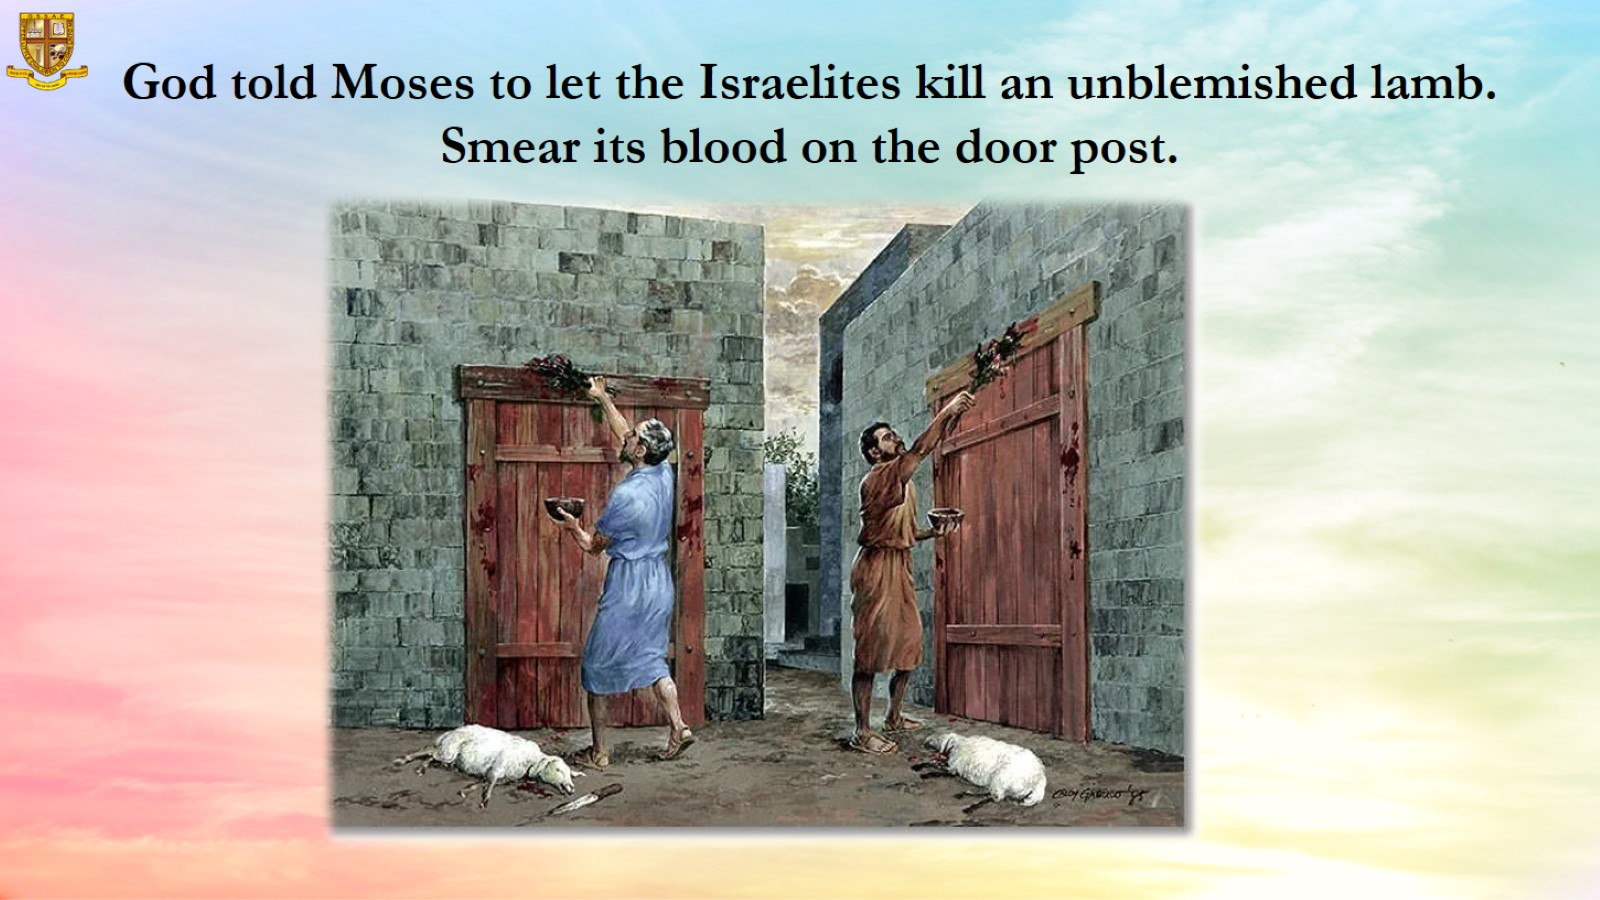 God told Moses to let the Israelites kill an unblemished lamb.
Smear its blood on the door post.